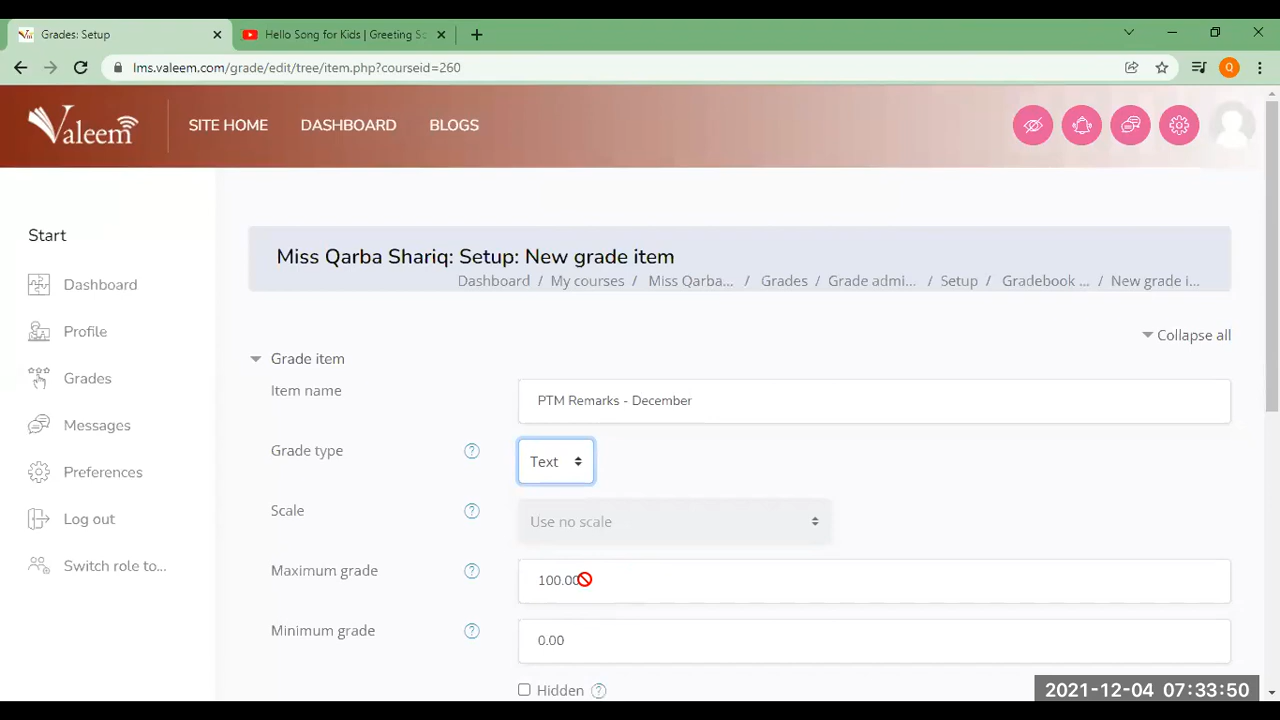 Grades: Setup
Hello Song for Kids | Greeting Sc
lms.valeem.com/grade/edit/tree/item.php?courseid=260
Q
Valeem
SITE HOME
DASHBOARD
BLOGS
Start
Dashboard
Profile
Grades
Messages
Preferences
Log out
Switch role to...
Miss Qarba Shariq: Setup: New grade item
Dashboard / My courses / Miss Qarba... / Grades / Grade admi... / Setup / Gradebook ... / New grade i...
Collapse all
Grade item
Item name
PTM Remarks - December
Grade type
Text
Scale
Use no scale
Maximum grade
100.00
Minimum grade
0.00
Hidden
2021-12-04 07:33:50